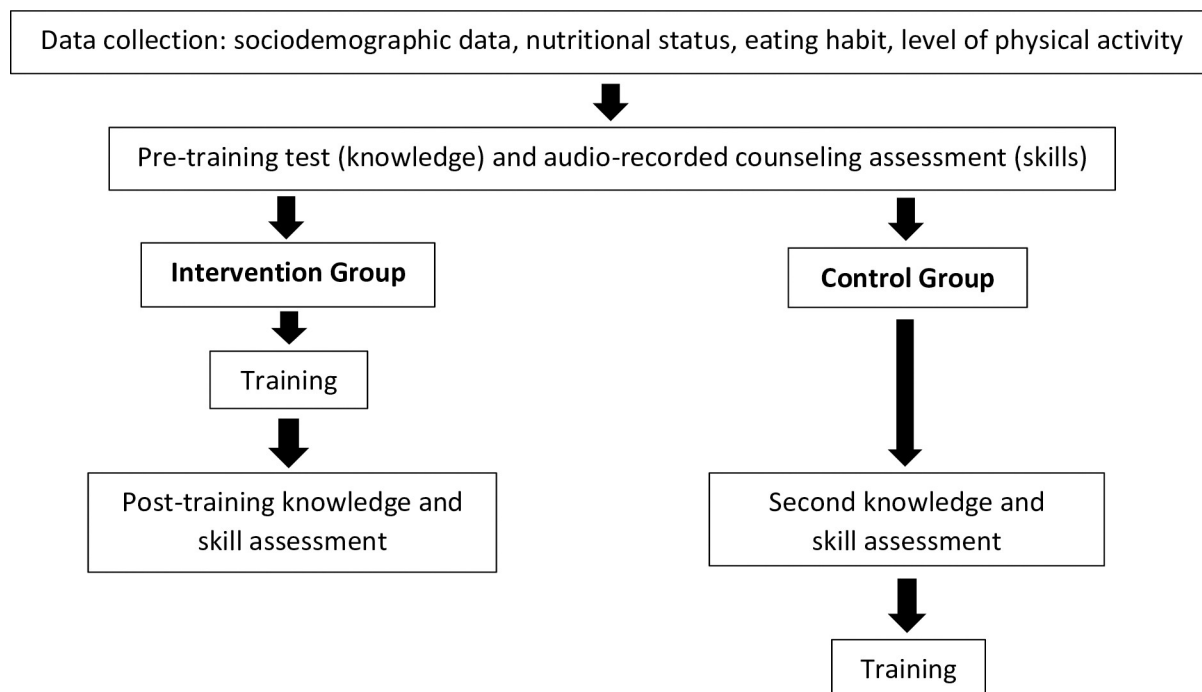 Data collection: sociodemographic data, nutritional status, eating habit, level of physical activity
Pre-training test (knowledge) and audio-recorded counseling assessment (skills)
Intervention Group
Control Group
Training
Post-training knowledge and
skill assessment
Second knowledge and
skill assessment
Training